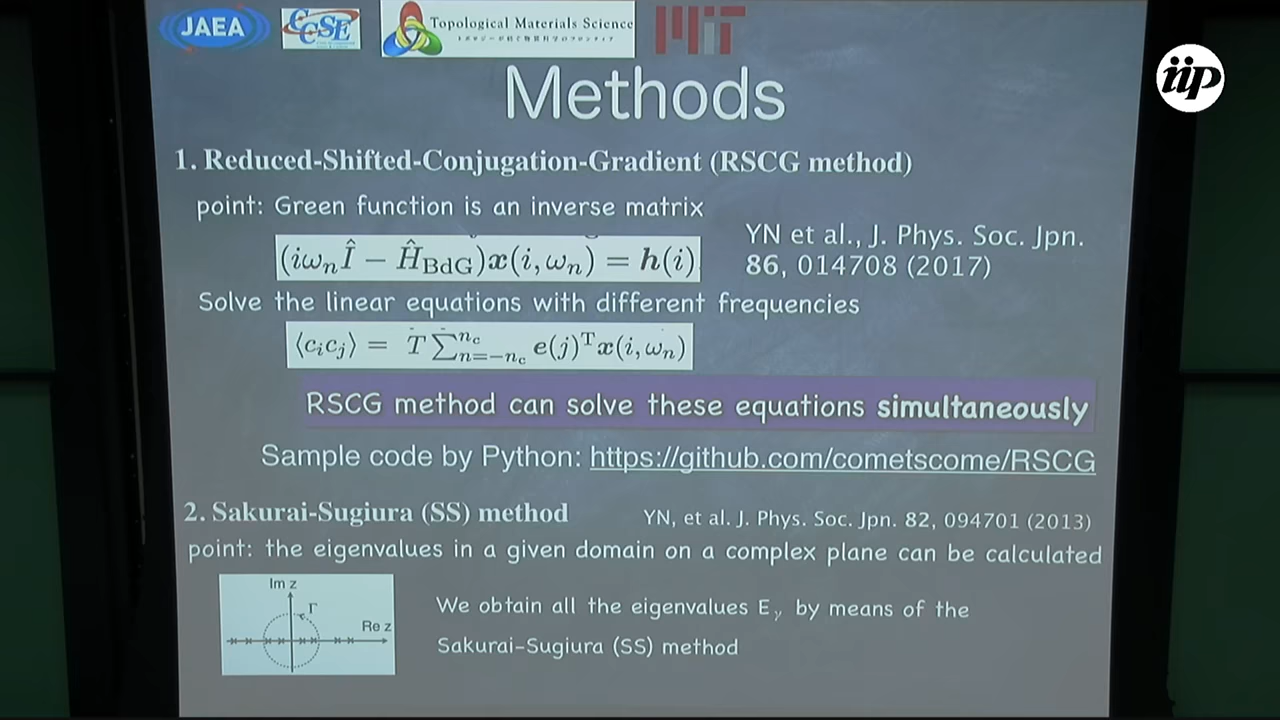 JAEA
CCSE
Topological Materials Science
MIT
iip
Methods
1. Reduced-Shifted-Conjugation-Gradient (RSCG method)
point: Green function is an inverse matrix
(iωₙÎ − Ĥ_BdG)x(i, ωₙ) = h(i)
YN et al., J. Phys. Soc. Jpn.
86, 014708 (2017)
Solve the linear equations with different frequencies
⟨cᵢcⱼ⟩ = T∑_{n=−n_c}^{n_c} e(j)ᵀx(i, ωₙ)
RSCG method can solve these equations simultaneously
Sample code by Python: https://github.com/cometscome/RSCG
2. Sakurai-Sugiura (SS) method
YN, et al. J. Phys. Soc. Jpn. 82, 094701 (2013)
point: the eigenvalues in a given domain on a complex plane can be calculated
Im z
Γ
Re z
We obtain all the eigenvalues Eᵧ by means of the
Sakurai-Sugiura (SS) method